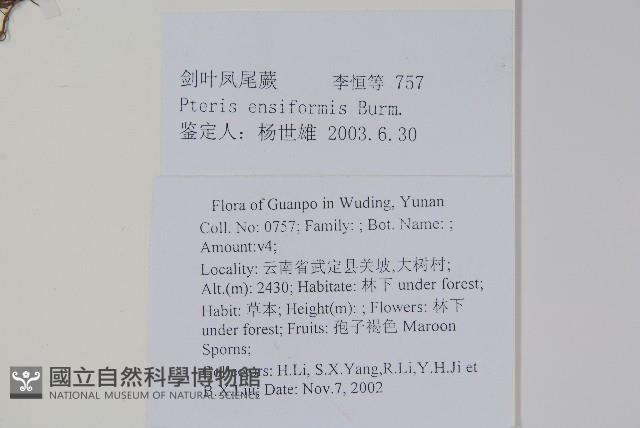 剑叶凤尾蕨 李恒等 757
Pteris ensiformis Burm.
鉴定人：杨世雄 2003.6.30
Flora of Guanpo in Wuding, Yunan
Coll. No: 0757; Family: ; Bot. Name: ;
Amount:v4;
Locality: 云南省武定县关坡,大树村;
Alt.(m): 2430; Habitate: 林下 under forest;
Habit: 草本; Height(m): ; Flowers: 林下
under forest; Fruits: 孢子褐色 Maroon
Sporns;
H.Li, S.X.Yang,R.Li,Y.H.Ji et
Date: Nov.7, 2002
國立自然科學博物館
NATIONAL MUSEUM OF NATURAL SCIENCE